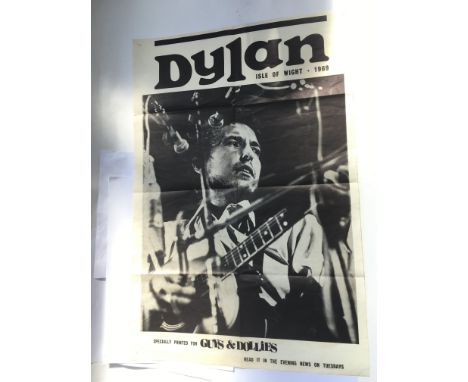 Dylan
ISLE OF WIGHT • 1969
SPECIALLY PRINTED FOR GUYS & DOLLIES
READ IT IN THE EVENING NEWS ON TUESDAYS